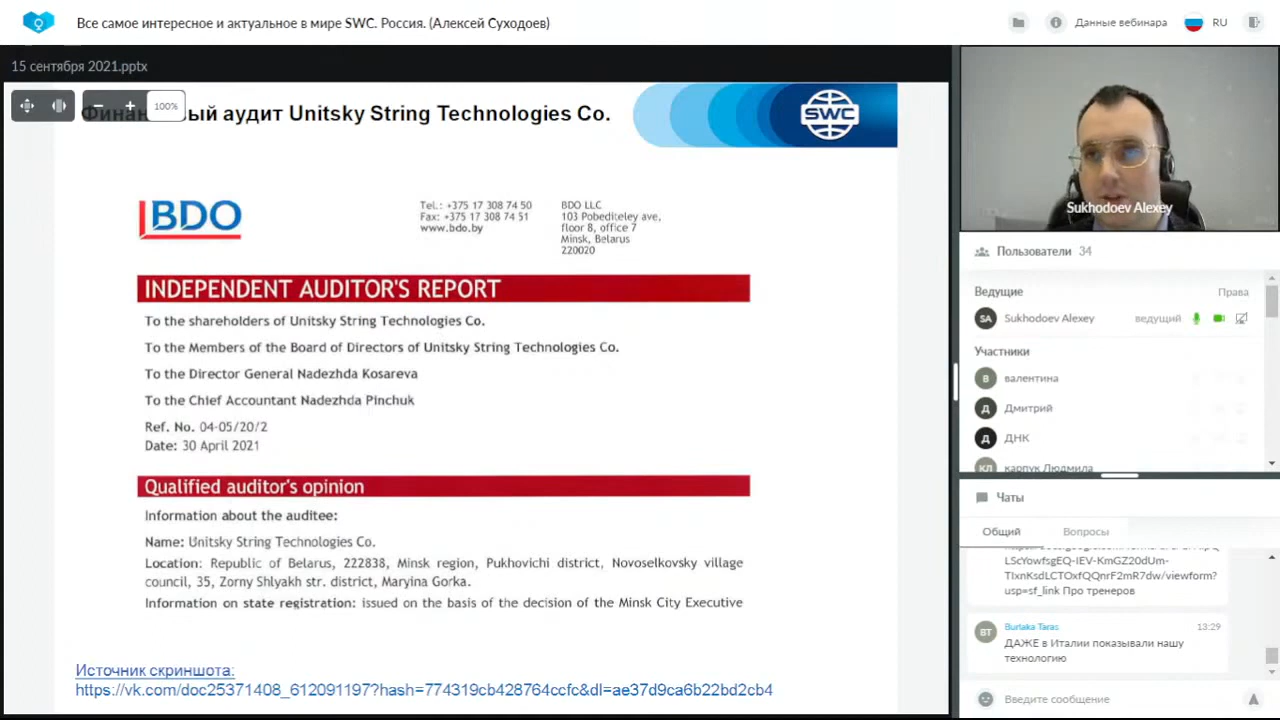 Все самое интересное и актуальное в мире SWC. Россия. (Алексей Суходоев)
Данные вебинара
RU
15 сентября 2021.pptx
100%
ый аудит Unitsky String Technologies Co.
SWC
BDO
Tel.: +375 17 308 74 50
Fax: +375 17 308 74 51
www.bdo.by
BDO LLC
103 Pobediteley ave,
floor 8, office 7
Minsk, Belarus
220020
INDEPENDENT AUDITOR'S REPORT
To the shareholders of Unitsky String Technologies Co.
To the Members of the Board of Directors of Unitsky String Technologies Co.
To the Director General Nadezhda Kosareva
To the Chief Accountant Nadezhda Pinchuk
Ref. No. 04-05/20/2
Date: 30 April 2021
Qualified auditor's opinion
Information about the auditee:
Name: Unitsky String Technologies Co.
Location: Republic of Belarus, 222838, Minsk region, Pukhovichi district, Novoselkovsky village
council, 35, Zorny Shlyakh str. district, Maryina Gorka.
Information on state registration: issued on the basis of the decision of the Minsk City Executive
Источник скриншота:
https://vk.com/doc25371408_612091197?hash=774319cb428764ccfc&dl=ae37d9ca6b22bd2cb4
Sukhodoev Alexey
Пользователи 34
Ведущие
Права
SA
Sukhodoev Alexey
ведущий
Участники
В
валентина
Д
Дмитрий
Д
ДНК
КЛ
карпук Людмила
Чаты
Общий
Вопросы
LScYowfsgEQ-IEV-KmGZ20dUm-
TIxnKsdLCTOxfQQnrF2mR7dw/viewform?
usp=sf_link Про тренеров
BT
Burlaka Taras
13:29
ДАЖЕ в Италии показывали нашу
технологию
Введите сообщение